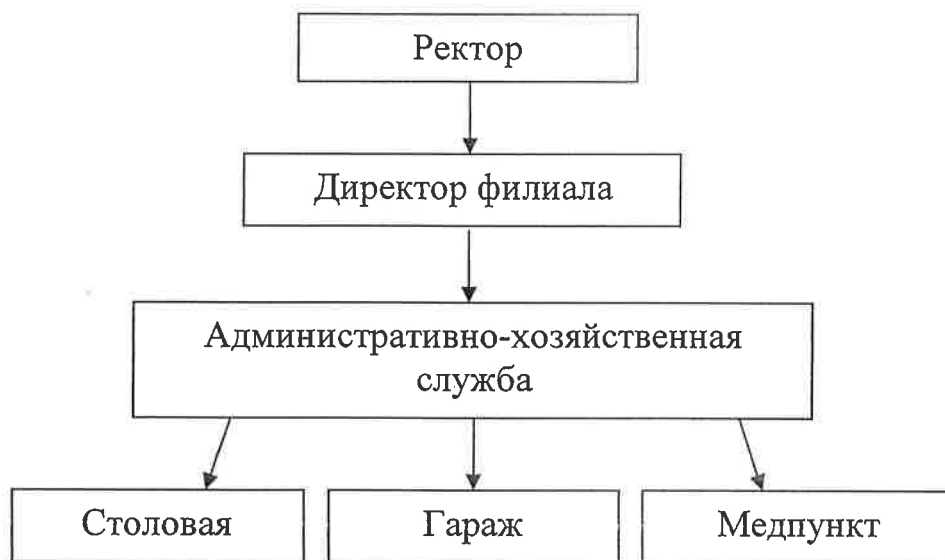 Ректор
Директор филиала
Административно-хозяйственная
служба
Столовая
Гараж
Медпункт